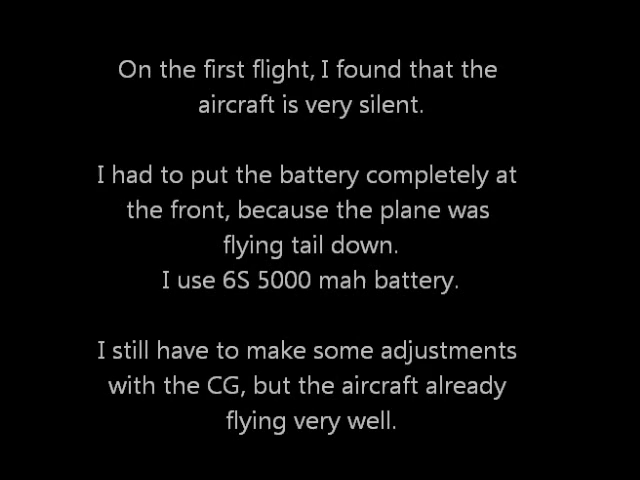 On the first flight, I found that the
aircraft is very silent.
I had to put the battery completely at
the front, because the plane was
flying tail down.
I use 6S 5000 mah battery.
I still have to make some adjustments
with the CG, but the aircraft already
flying very well.